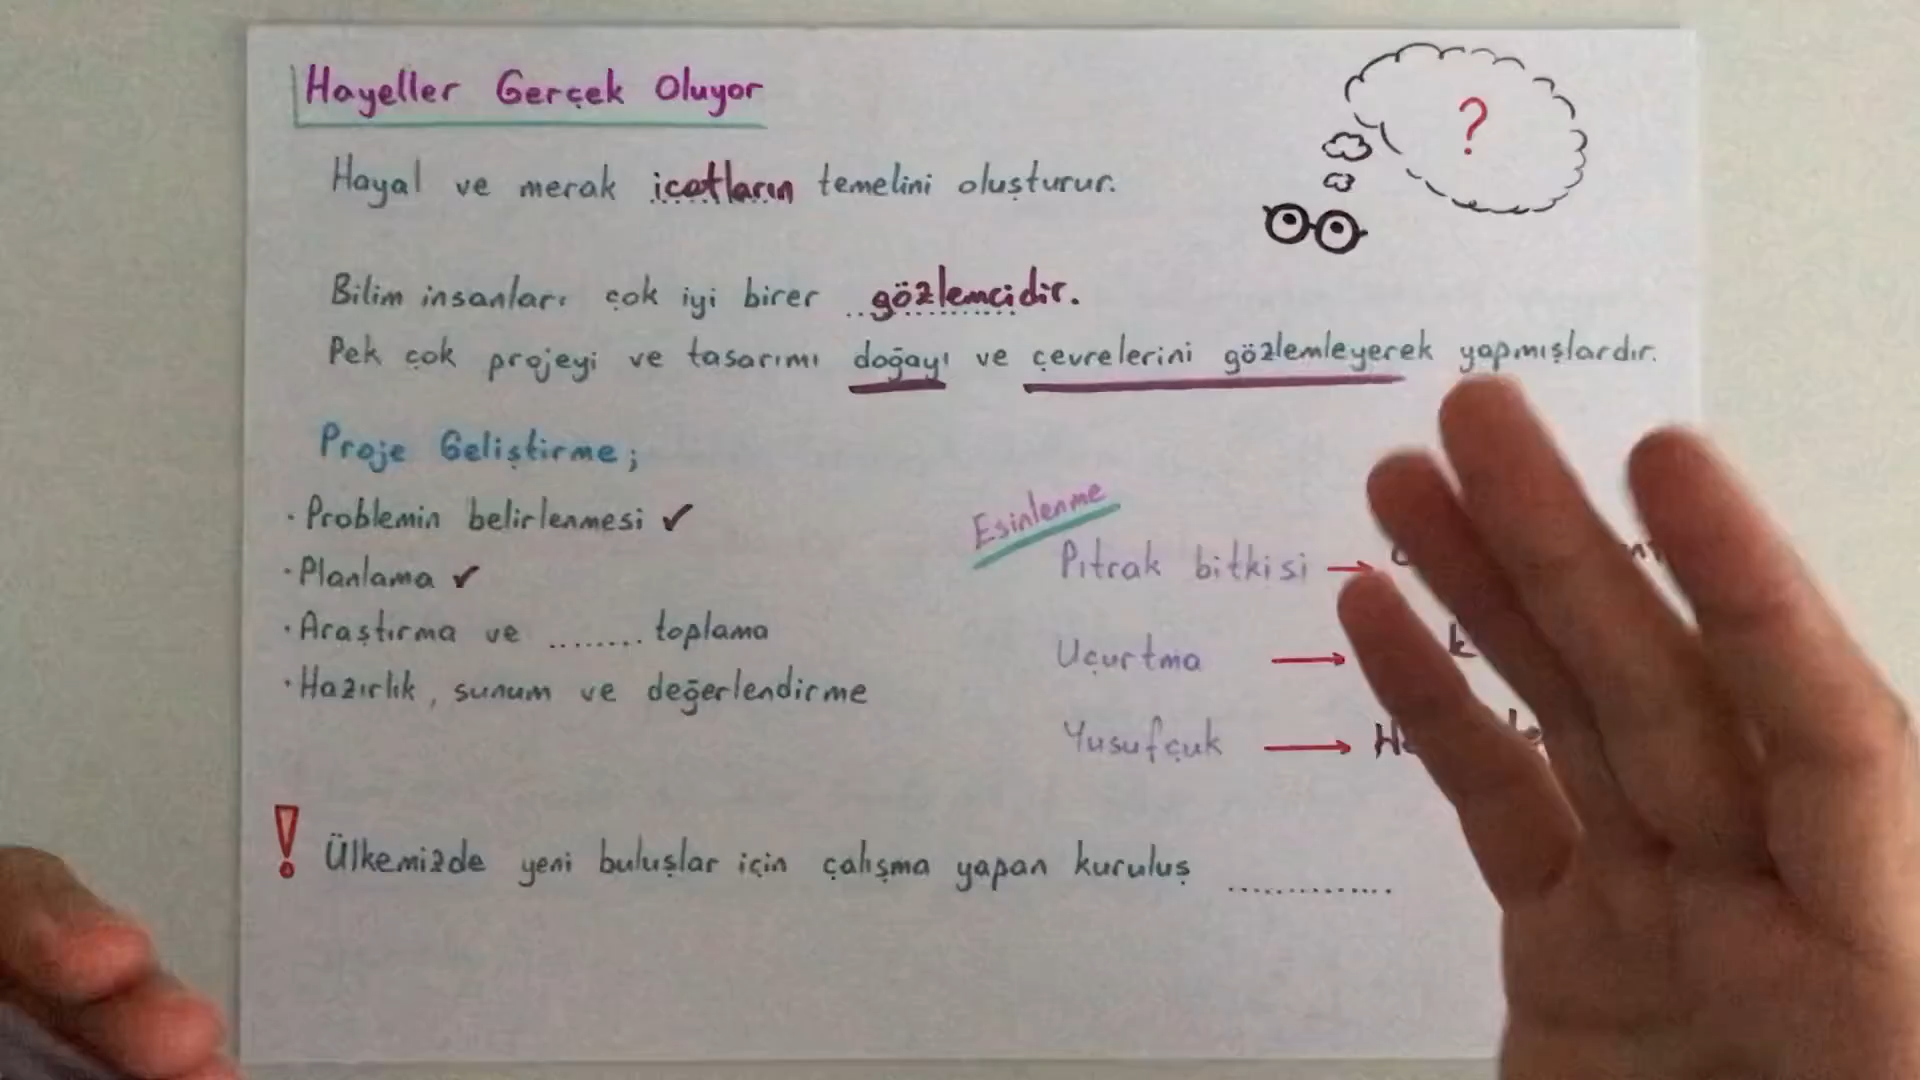 Hayeller Gerçek Oluyor
?
Hayal ve merak icatların temelini oluşturur.
Bilim insanları çok iyi birer gözlemcidir.
Pek çok projeyi ve tasarımı doğayı ve çevrelerini gözlemleyerek yapmışlardır.
Proje Geliştirme;
· Problemin belirlenmesi ✓
· Planlama ✓
· Araştırma ve ........ toplama
· Hazırlık, sunum ve değerlendirme
Esinlenme
Pıtrak bitkisi →
Uçurtma →
Yusufçuk →
! Ülkemizde yeni buluşlar için çalışma yapan kuruluş ..............